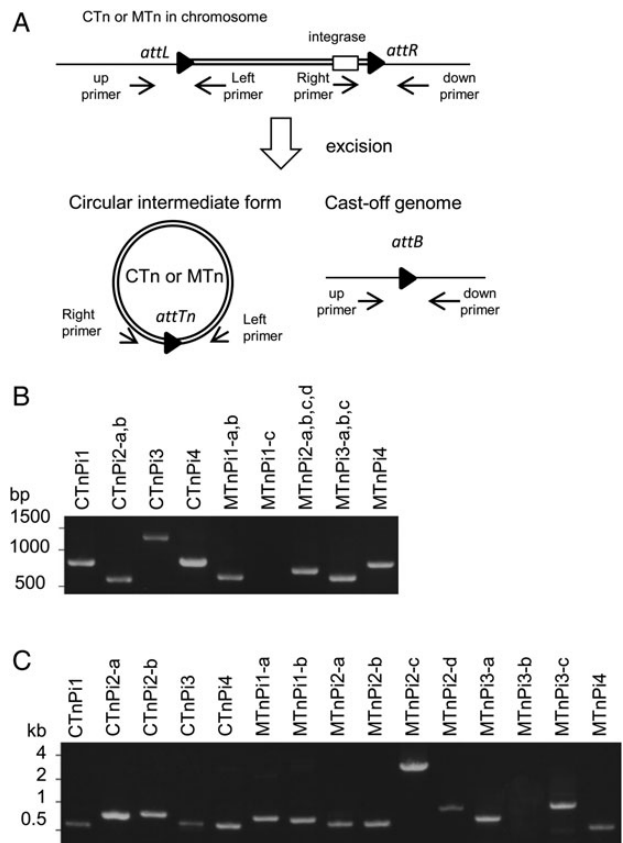 A
CTn or MTn in chromosome
integrase
attL
attR
up primer
Left primer
Right primer
down primer
excision
Circular intermediate form
Cast-off genome
attB
CTn or MTn
attTn
Right primer
Left primer
up primer
down primer
B
CTnPi1
CTnPi2-a,b
CTnPi3
CTnPi4
MTnPi1-a,b
MTnPi1-c
MTnPi2-a,b,c,d
MTnPi3-a,b,c
MTnPi4
bp
1500
1000
500
C
CTnPi1
CTnPi2-a
CTnPi2-b
CTnPi3
CTnPi4
MTnPi1-a
MTnPi1-b
MTnPi2-a
MTnPi2-b
MTnPi2-c
MTnPi2-d
MTnPi3-a
MTnPi3-b
MTnPi3-c
MTnPi4
kb
4
2
1
0.5